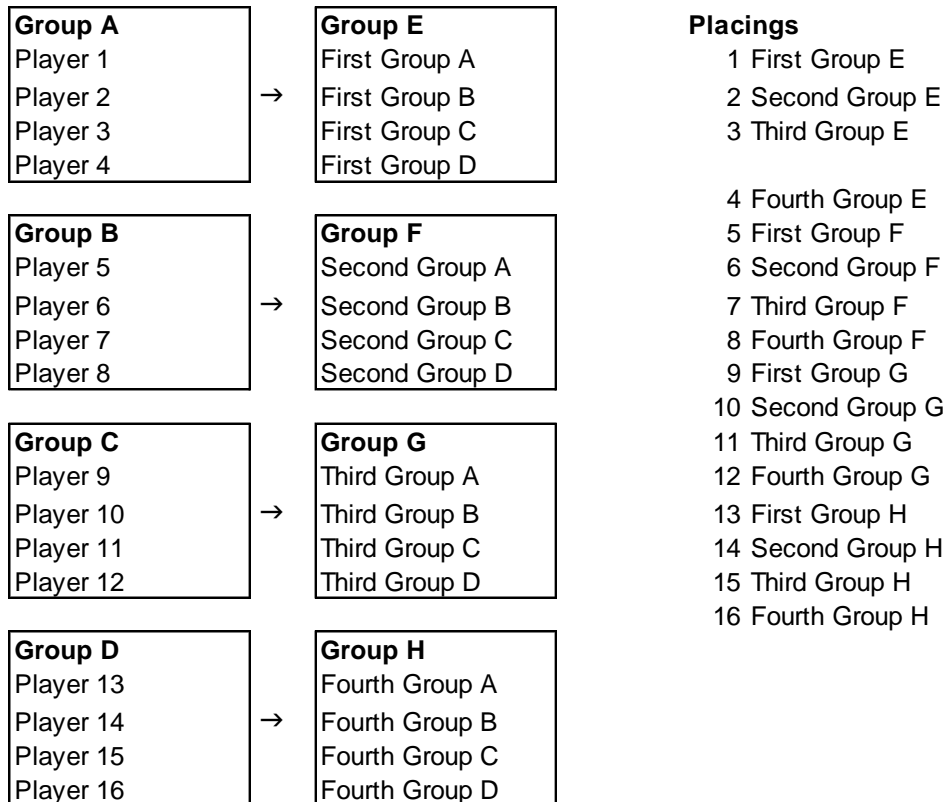 Group A
Player 1
Player 2
Player 3
Player 4
→
Group E
First Group A
First Group B
First Group C
First Group D
Group B
Player 5
Player 6
Player 7
Player 8
→
Group F
Second Group A
Second Group B
Second Group C
Second Group D
Group C
Player 9
Player 10
Player 11
Player 12
→
Group G
Third Group A
Third Group B
Third Group C
Third Group D
Group D
Player 13
Player 14
Player 15
Player 16
→
Group H
Fourth Group A
Fourth Group B
Fourth Group C
Fourth Group D
Placings
1 First Group E
2 Second Group E
3 Third Group E
4 Fourth Group E
5 First Group F
6 Second Group F
7 Third Group F
8 Fourth Group F
9 First Group G
10 Second Group G
11 Third Group G
12 Fourth Group G
13 First Group H
14 Second Group H
15 Third Group H
16 Fourth Group H